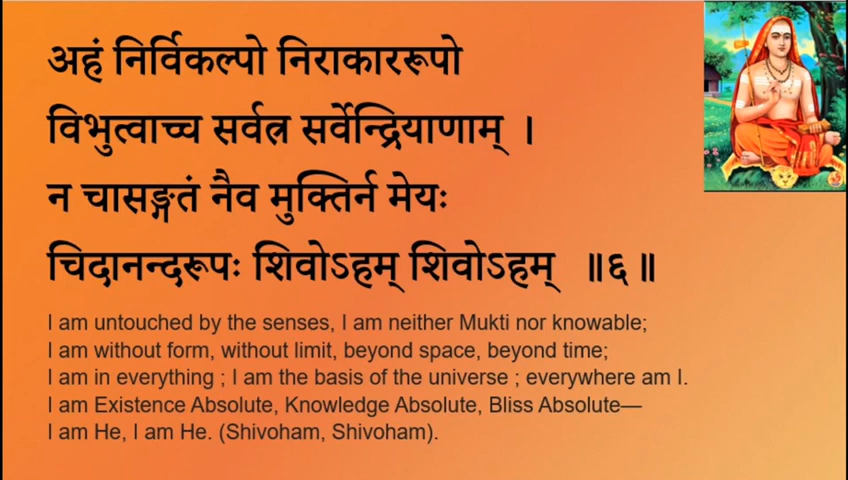 अहं निर्विकल्पो निराकाररूपो
विभुत्वाच्च सर्वत्र सर्वेन्द्रियाणाम् ।
न चासङ्गतं नैव मुक्तिर्न मेयः
चिदानन्दरूपः शिवोऽहम् शिवोऽहम् ॥६॥
I am untouched by the senses, I am neither Mukti nor knowable;
I am without form, without limit, beyond space, beyond time;
I am in everything ; I am the basis of the universe ; everywhere am I.
I am Existence Absolute, Knowledge Absolute, Bliss Absolute—
I am He, I am He. (Shivoham, Shivoham).